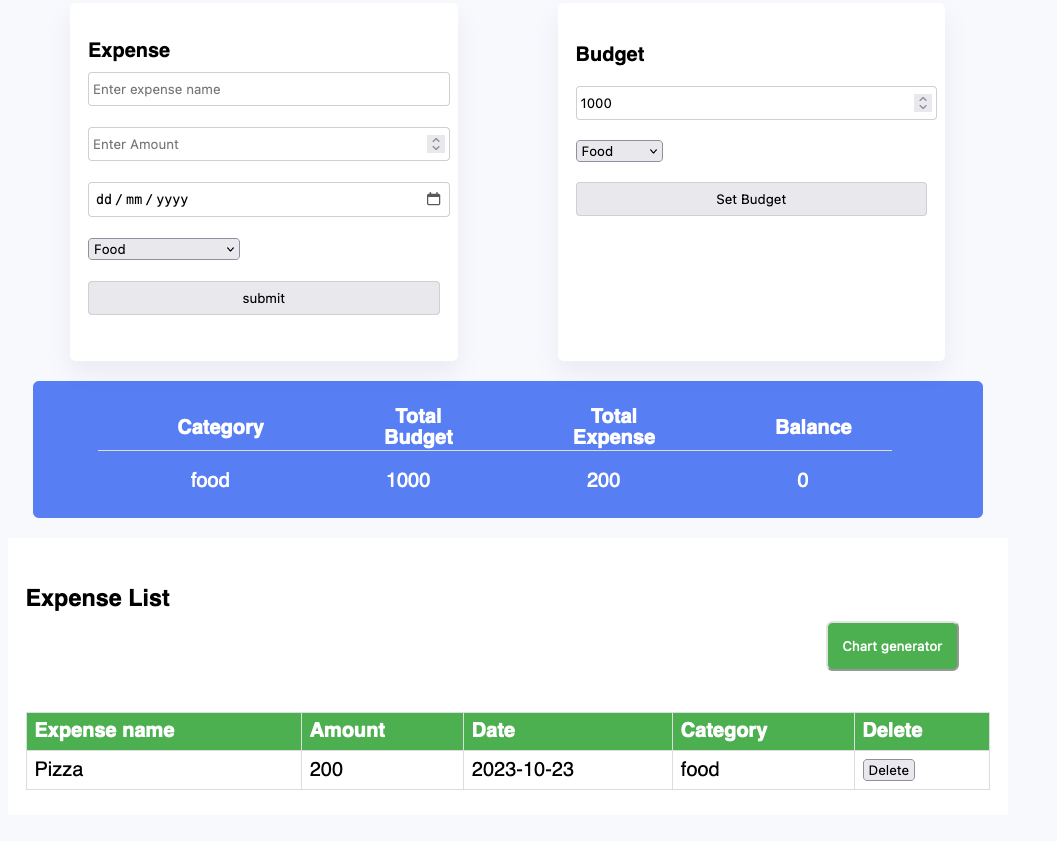 Expense
Enter expense name
Enter Amount
dd / mm / yyyy
Food
submit
Budget
1000
Food
Set Budget
Category Total Budget Total Expense Balance
food 1000 200 0
Expense List
Chart generator
Expense name Amount Date Category Delete
Pizza 200 2023-10-23 food Delete